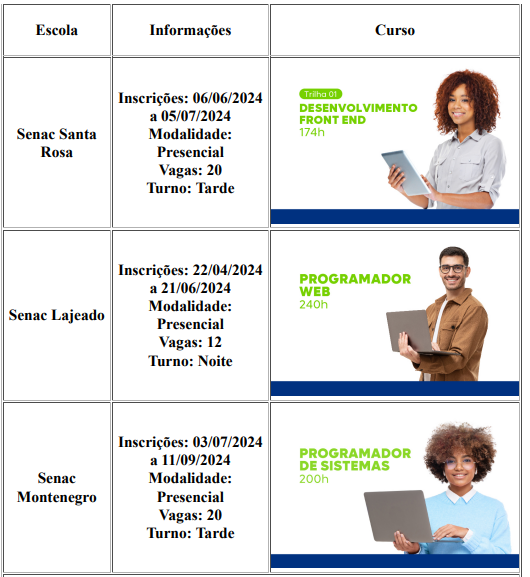 Escola
Informações
Curso
Senac Santa
Rosa
Inscrições: 06/06/2024
a 05/07/2024
Modalidade:
Presencial
Vagas: 20
Turno: Tarde
Trilha 01
DESENVOLVIMENTO
FRONT END
174h
Senac Lajeado
Inscrições: 22/04/2024
a 21/06/2024
Modalidade:
Presencial
Vagas: 12
Turno: Noite
PROGRAMADOR
WEB
240h
Senac
Montenegro
Inscrições: 03/07/2024
a 11/09/2024
Modalidade:
Presencial
Vagas: 20
Turno: Tarde
PROGRAMADOR
DE SISTEMAS
200h